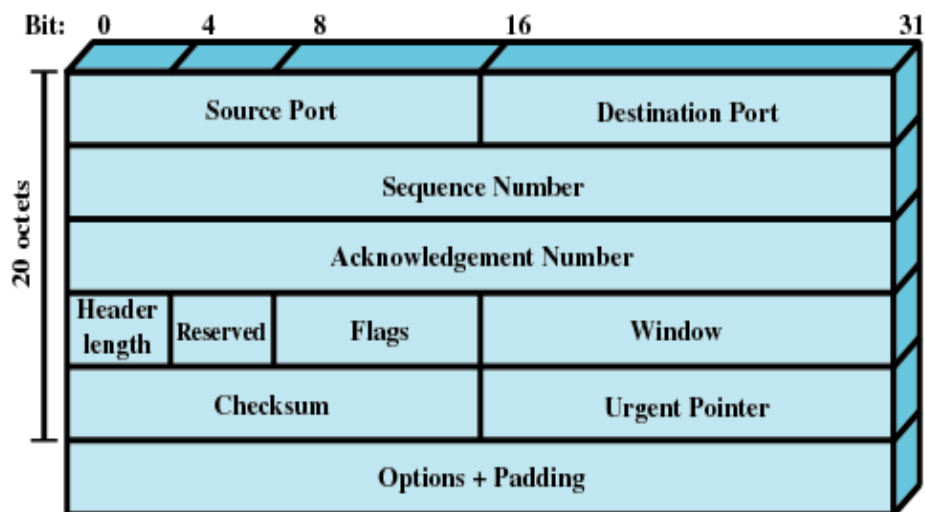 Bit: 0 4 8 16 31
Source Port Destination Port
Sequence Number
20 octets
Acknowledgement Number
Header
length Reserved Flags Window
Checksum Urgent Pointer
Options + Padding